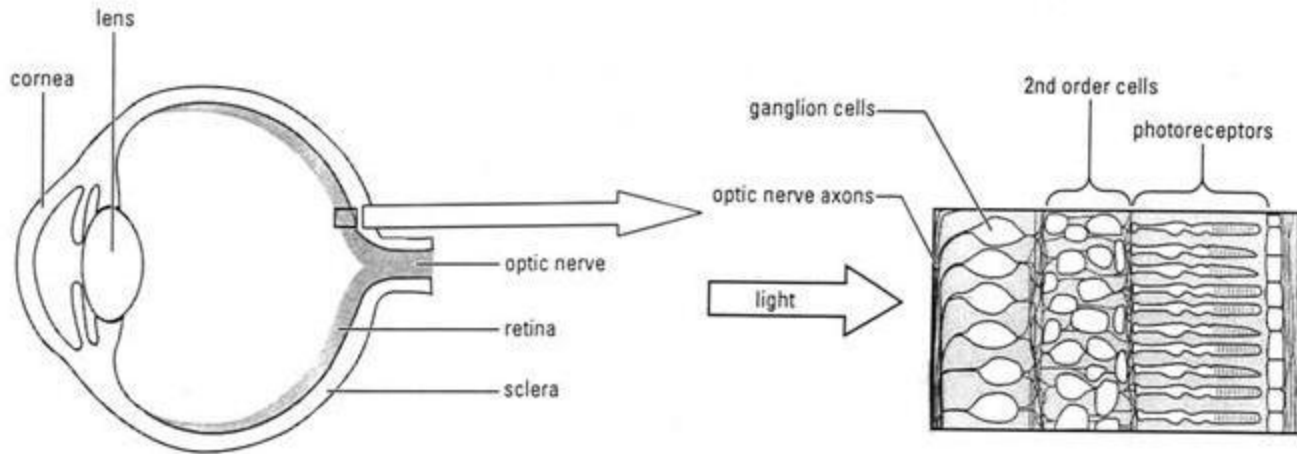 lens
cornea
2nd order cells
ganglion cells
photoreceptors
optic nerve axons
optic nerve
light
retina
sclera